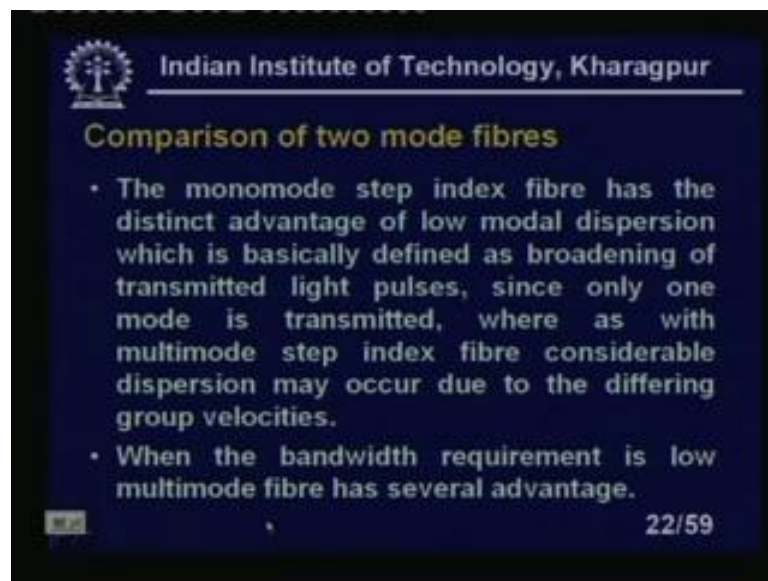 Indian Institute of Technology, Kharagpur
Comparison of two mode fibres
• The monomode step index fibre has the
distinct advantage of low modal dispersion
which is basically defined as broadening of
transmitted light pulses, since only one
mode is transmitted, where as with
multimode step index fibre considerable
dispersion may occur due to the differing
group velocities.
• When the bandwidth requirement is low
multimode fibre has several advantage.
22/59